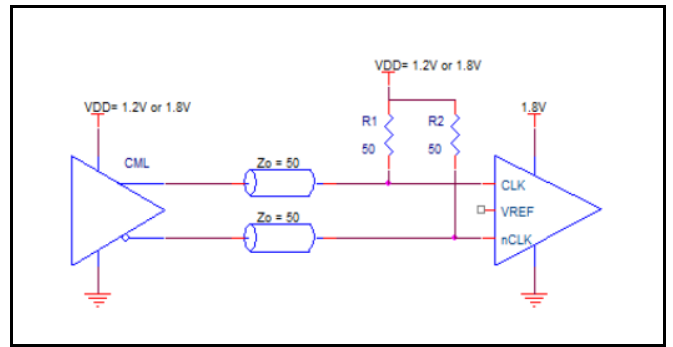 VDD= 1.2V or 1.8V
VDD= 1.2V or 1.8V
1.8V
R1
R2
50
50
CML
Zo = 50
CLK
VREF
Zo = 50
nCLK